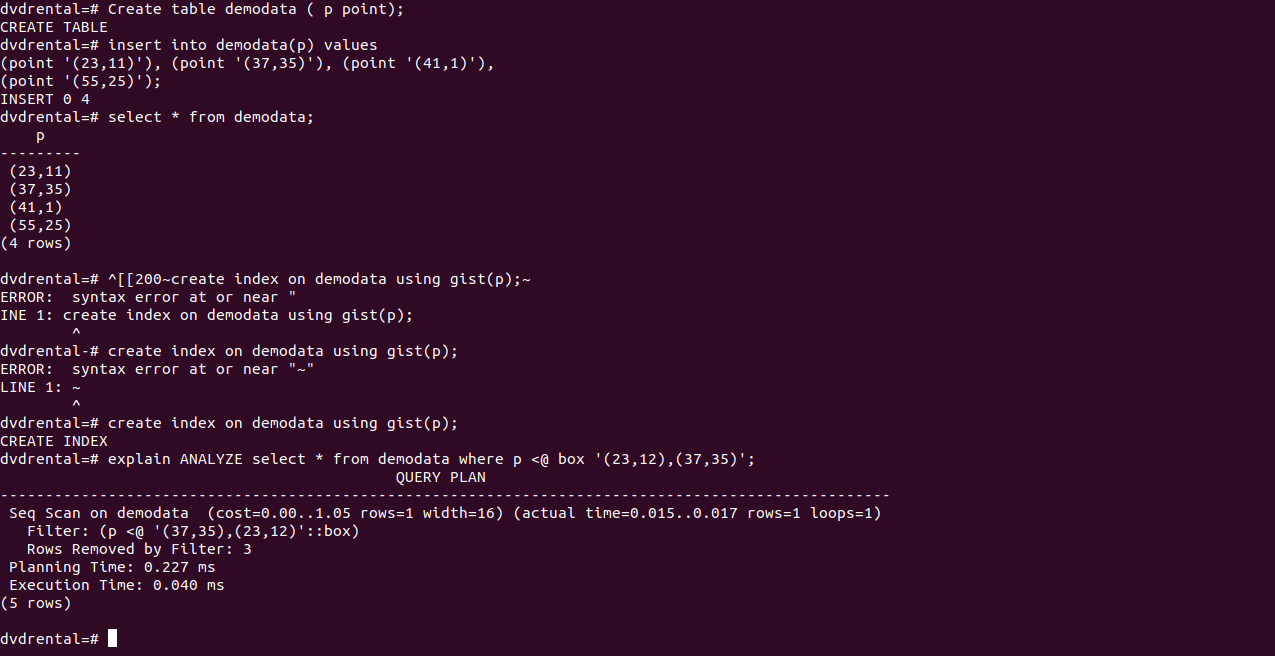 dvdrental=# Create table demodata ( p point);
CREATE TABLE
dvdrental=# insert into demodata(p) values
(point '(23,11)'), (point '(37,35)'), (point '(41,1)'),
(point '(55,25)');
INSERT 0 4
dvdrental=# select * from demodata;
    p
---------
 (23,11)
 (37,35)
 (41,1)
 (55,25)
(4 rows)

dvdrental=# ^[[200~create index on demodata using gist(p);~
ERROR:  syntax error at or near "
INE 1: create index on demodata using gist(p);
        ^
dvdrental-# create index on demodata using gist(p);
ERROR:  syntax error at or near "~"
LINE 1: ~
        ^
dvdrental=# create index on demodata using gist(p);
CREATE INDEX
dvdrental=# explain ANALYZE select * from demodata where p <@ box '(23,12),(37,35)';
                                            QUERY PLAN
---------------------------------------------------------------------------------------------------
 Seq Scan on demodata  (cost=0.00..1.05 rows=1 width=16) (actual time=0.015..0.017 rows=1 loops=1)
   Filter: (p <@ '(37,35),(23,12)'::box)
   Rows Removed by Filter: 3
 Planning Time: 0.227 ms
 Execution Time: 0.040 ms
(5 rows)

dvdrental=#